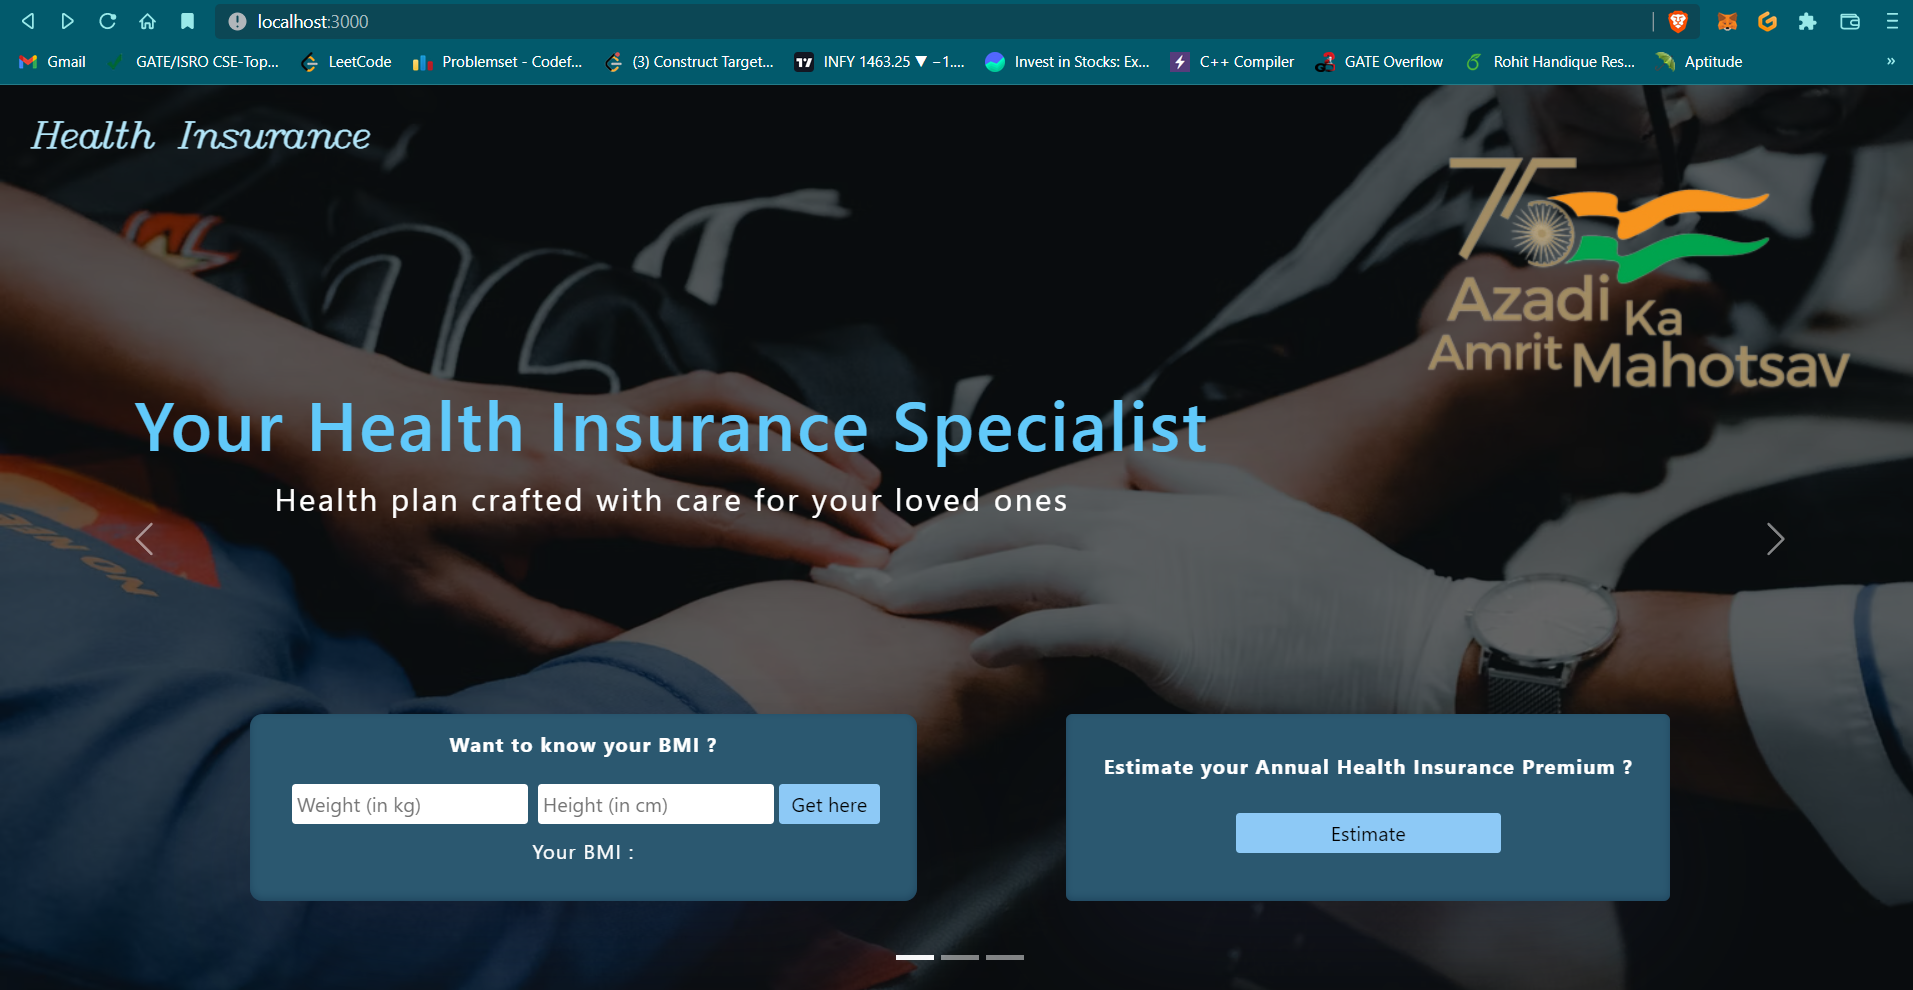 localhost:3000
Gmail
GATE/ISRO CSE-Top...
LeetCode
Problemset - Codef...
(3) Construct Target...
INFY 1463.25 ▼ −1....
Invest in Stocks: Ex...
C++ Compiler
GATE Overflow
Rohit Handique Res...
Aptitude
»
Health Insurance
75
Azadi Ka
Amrit Mahotsav
Your Health Insurance Specialist
Health plan crafted with care for your loved ones
NO NE
Want to know your BMI ?
Weight (in kg)
Height (in cm)
Get here
Your BMI :
Estimate your Annual Health Insurance Premium ?
Estimate